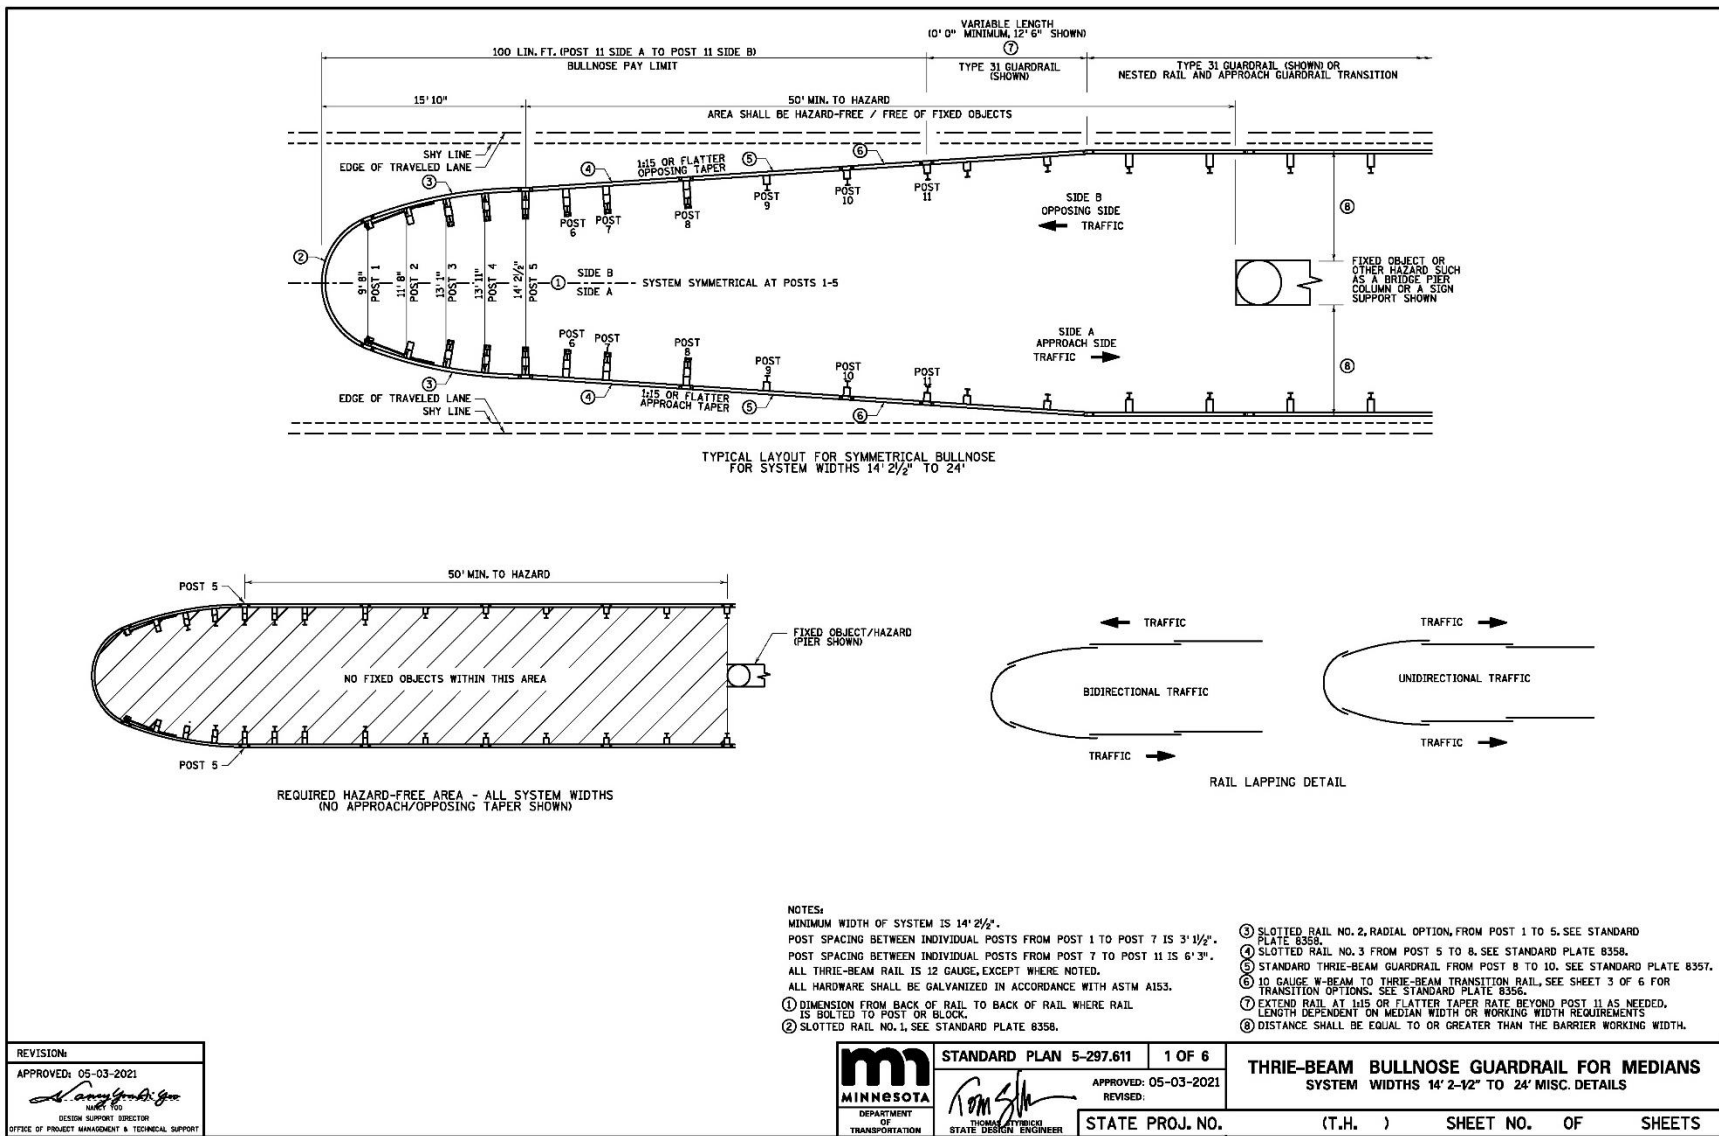 VARIABLE LENGTH
(0'0" MINIMUM, 12'6" SHOWN)
7
TYPE 31 GUARDRAIL
(SHOWN)
100 LIN. FT. (POST 11 SIDE A TO POST 11 SIDE B)
BULLNOSE PAY LIMIT
TYPE 31 GUARDRAIL (SHOWN) OR
NESTED RAIL AND APPROACH GUARDRAIL TRANSITION
15'10"
50' MIN. TO HAZARD
AREA SHALL BE HAZARD-FREE / FREE OF FIXED OBJECTS
SHY LINE
EDGE OF TRAVELED LANE
3
4
1:15 OR FLATTER
OPPOSING TAPER
5
6
POST
6
POST
7
POST
8
POST
9
POST
10
POST
11
SIDE B
OPPOSING SIDE
TRAFFIC
8
2
9'8"
POST 1
11'8"
POST 2
13'1"
POST 3
13'11"
POST 4
14'2½"
POST 5
1
SIDE B
SIDE A
SYSTEM SYMMETRICAL AT POSTS 1-5
FIXED OBJECT OR
OTHER HAZARD SUCH
AS A BRIDGE PIER
COLUMN OR A SIGN
SUPPORT SHOWN
SIDE A
APPROACH SIDE
TRAFFIC
8
POST
6
POST
7
POST
8
POST
9
POST
10
POST
11
3
4
1:15 OR FLATTER
APPROACH TAPER
5
6
EDGE OF TRAVELED LANE
SHY LINE
TYPICAL LAYOUT FOR SYMMETRICAL BULLNOSE
FOR SYSTEM WIDTHS 14'2½" TO 24'
POST 5
50' MIN. TO HAZARD
FIXED OBJECT/HAZARD
(PIER SHOWN)
NO FIXED OBJECTS WITHIN THIS AREA
POST 5
REQUIRED HAZARD-FREE AREA - ALL SYSTEM WIDTHS
(NO APPROACH/OPPOSING TAPER SHOWN)
TRAFFIC
BIDIRECTIONAL TRAFFIC
TRAFFIC
TRAFFIC
UNIDIRECTIONAL TRAFFIC
TRAFFIC
RAIL LAPPING DETAIL
NOTES:
MINIMUM WIDTH OF SYSTEM IS 14'2½".
POST SPACING BETWEEN INDIVIDUAL POSTS FROM POST 1 TO POST 7 IS 3'1½".
POST SPACING BETWEEN INDIVIDUAL POSTS FROM POST 7 TO POST 11 IS 6'3".
ALL THRIE-BEAM RAIL IS 12 GAUGE, EXCEPT WHERE NOTED.
ALL HARDWARE SHALL BE GALVANIZED IN ACCORDANCE WITH ASTM A153.
1 DIMENSION FROM BACK OF RAIL TO BACK OF RAIL WHERE RAIL
IS BOLTED TO POST OR BLOCK.
2 SLOTTED RAIL NO. 1, SEE STANDARD PLATE 8358.
3 SLOTTED RAIL NO. 2, RADIAL OPTION, FROM POST 1 TO 5. SEE STANDARD
PLATE 8358.
4 SLOTTED RAIL NO. 3 FROM POST 5 TO 8. SEE STANDARD PLATE 8358.
5 STANDARD THRIE-BEAM GUARDRAIL FROM POST 8 TO 10. SEE STANDARD PLATE 8357.
6 10 GAUGE W-BEAM TO THRIE-BEAM TRANSITION RAIL, SEE SHEET 3 OF 6 FOR
TRANSITION OPTIONS. SEE STANDARD PLATE 8356.
7 EXTEND RAIL AT 1:15 OR FLATTER TAPER RATE BEYOND POST 11 AS NEEDED,
LENGTH DEPENDENT ON MEDIAN WIDTH OR WORKING WIDTH REQUIREMENTS
8 DISTANCE SHALL BE EQUAL TO OR GREATER THAN THE BARRIER WORKING WIDTH.
REVISION:
APPROVED: 05-03-2021
NANCY YOO
DESIGN SUPPORT DIRECTOR
OFFICE OF PROJECT MANAGEMENT & TECHNICAL SUPPORT
MINNESOTA
DEPARTMENT
OF
TRANSPORTATION
STANDARD PLAN 5-297.611
1 OF 6
APPROVED: 05-03-2021
REVISED:
THOMAS STYRBICKI
STATE DESIGN ENGINEER
THRIE-BEAM BULLNOSE GUARDRAIL FOR MEDIANS
SYSTEM WIDTHS 14' 2-1/2" TO 24' MISC. DETAILS
STATE PROJ. NO. (T.H. ) SHEET NO. OF SHEETS